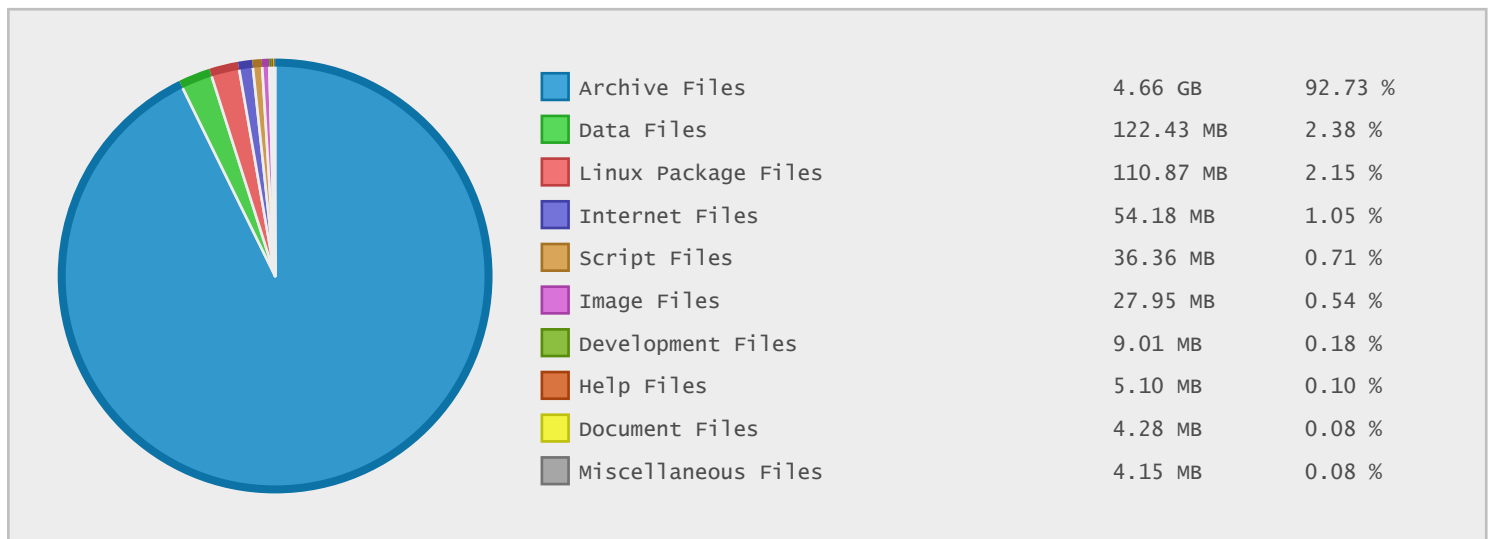 Archive Files 4.66 GB 92.73 %
Data Files 122.43 MB 2.38 %
Linux Package Files 110.87 MB 2.15 %
Internet Files 54.18 MB 1.05 %
Script Files 36.36 MB 0.71 %
Image Files 27.95 MB 0.54 %
Development Files 9.01 MB 0.18 %
Help Files 5.10 MB 0.10 %
Document Files 4.28 MB 0.08 %
Miscellaneous Files 4.15 MB 0.08 %